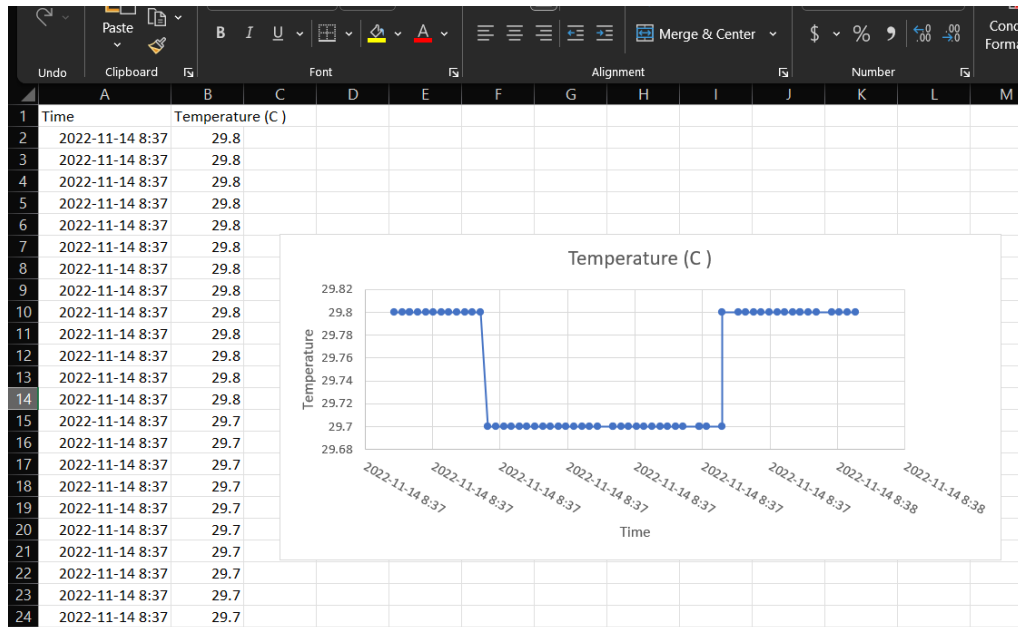 Paste
B I U A
Merge & Center
$ % 9 .00 .00
Conc
Forma
Undo Clipboard Font Alignment Number
A B C D E F G H I J K L M
1 Time Temperature (C )
2 2022-11-14 8:37 29.8
3 2022-11-14 8:37 29.8
4 2022-11-14 8:37 29.8
5 2022-11-14 8:37 29.8
6 2022-11-14 8:37 29.8
7 2022-11-14 8:37 29.8
8 2022-11-14 8:37 29.8
9 2022-11-14 8:37 29.8
10 2022-11-14 8:37 29.8
11 2022-11-14 8:37 29.8
12 2022-11-14 8:37 29.8
13 2022-11-14 8:37 29.8
14 2022-11-14 8:37 29.8
15 2022-11-14 8:37 29.7
16 2022-11-14 8:37 29.7
17 2022-11-14 8:37 29.7
18 2022-11-14 8:37 29.7
19 2022-11-14 8:37 29.7
20 2022-11-14 8:37 29.7
21 2022-11-14 8:37 29.7
22 2022-11-14 8:37 29.7
23 2022-11-14 8:37 29.7
24 2022-11-14 8:37 29.7
Temperature (C )
Temperature
29.82
29.8
29.78
29.76
29.74
29.72
29.7
29.68
2022-11-14 8:37
2022-11-14 8:37
2022-11-14 8:37
2022-11-14 8:37
2022-11-14 8:37
2022-11-14 8:37
2022-11-14 8:37
2022-11-14 8:38
2022-11-14 8:38
Time